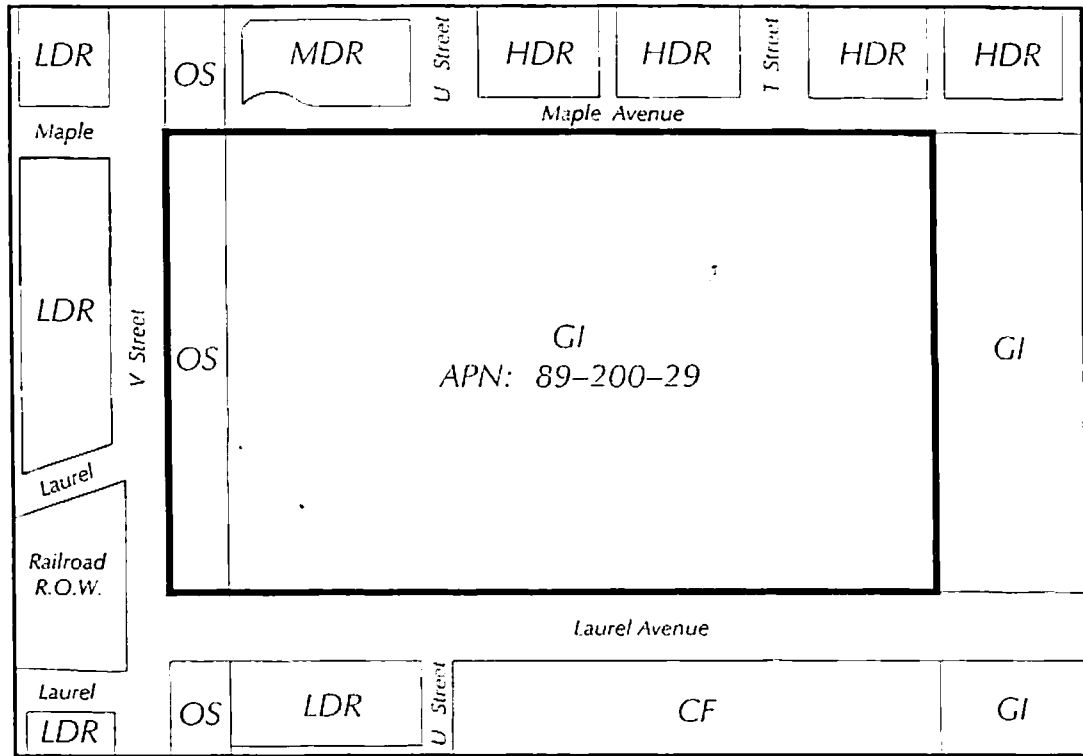 LDR
OS
MDR
U Street
HDR
HDR
T Street
HDR
HDR
Maple
Maple Avenue
LDR
V Street
OS
GI
APN: 89-200-29
GI
Laurel
Railroad
R.O.W.
Laurel Avenue
Laurel
LDR
OS
LDR
U Street
CF
GI